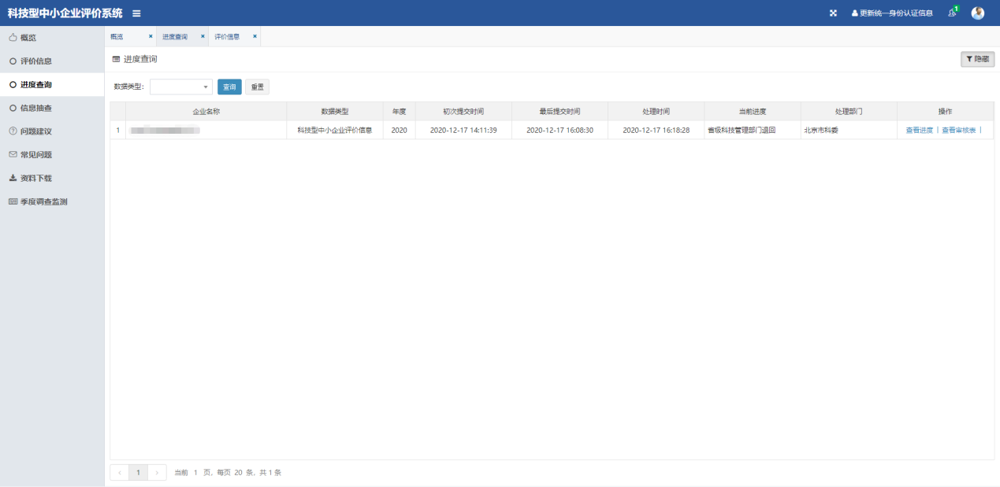 科技型中小企业评价系统
更新统一身份认证信息 1
概览
评价信息
进度查询
信息抽查
问题建议
常见问题
资料下载
季度调查监测
概览 × 进度查询 × 评价信息 ×
进度查询 隐藏
数据类型: 查询 重置
企业名称 数据类型 年度 初次提交时间 最后提交时间 处理时间 当前进度 处理部门 操作
1 科技型中小企业评价信息 2020 2020-12-17 14:11:39 2020-12-17 16:08:30 2020-12-17 16:18:28 省级科技管理部门退回 北京市科委 查看进度 | 查看审核表 |
< 1 > 当前 1 页, 每页 20 条, 共 1 条